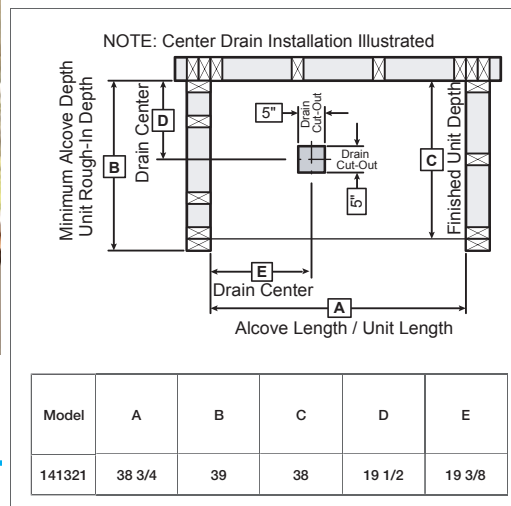 NOTE: Center Drain Installation Illustrated
Minimum Alcove Depth
Unit Rough-In Depth
B
Drain Center
D
5"
Drain
Cut-Out
Drain
Cut-Out
5"
C
Finished Unit Depth
E
Drain Center
A
Alcove Length / Unit Length
Model A B C D E
141321 38 3/4 39 38 19 1/2 19 3/8